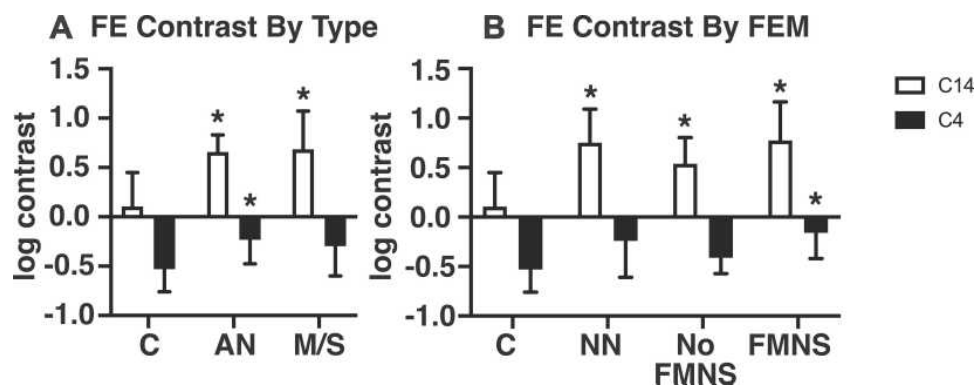 A FE Contrast By Type
B FE Contrast By FEM
log contrast
1.5
1.0
0.5
0.0
-0.5
-1.0
* * *
C AN M/S
log contrast
1.5
1.0
0.5
0.0
-0.5
-1.0
* * * *
C NN No FMNS FMNS
C14
C4